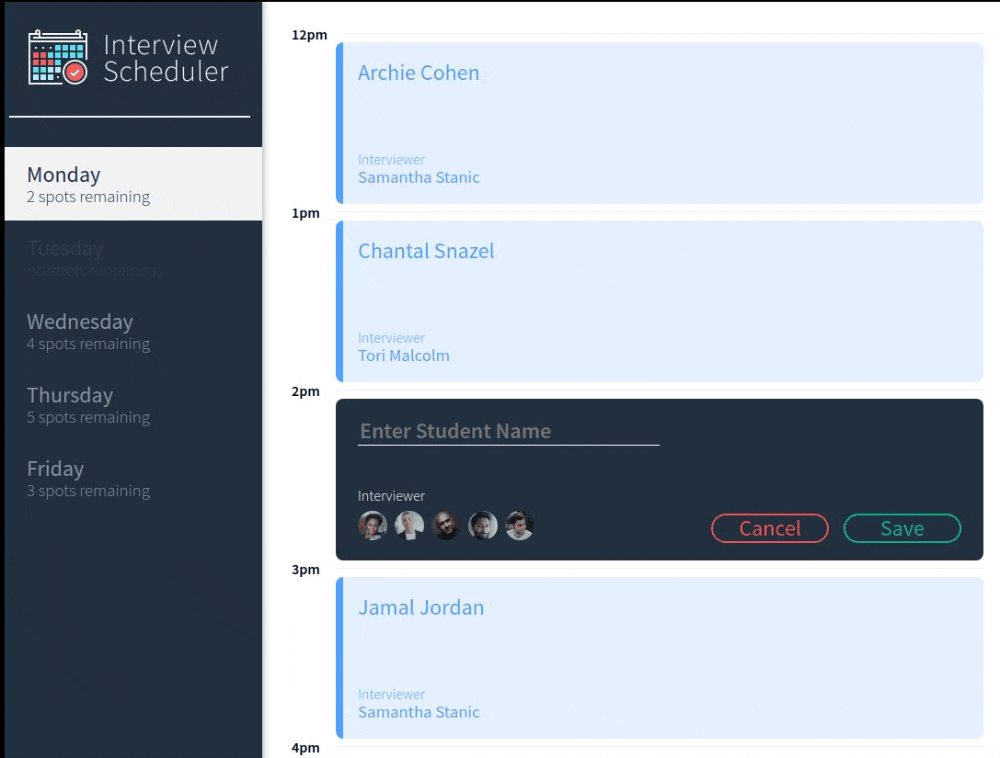 Interview
Scheduler
Monday
2 spots remaining
Tuesday
spots remaining
Wednesday
4 spots remaining
Thursday
5 spots remaining
Friday
3 spots remaining
12pm
Archie Cohen
Interviewer
Samantha Stanic
1pm
Chantal Snazel
Interviewer
Tori Malcolm
2pm
Enter Student Name
Interviewer
Cancel
Save
3pm
Jamal Jordan
Interviewer
Samantha Stanic
4pm